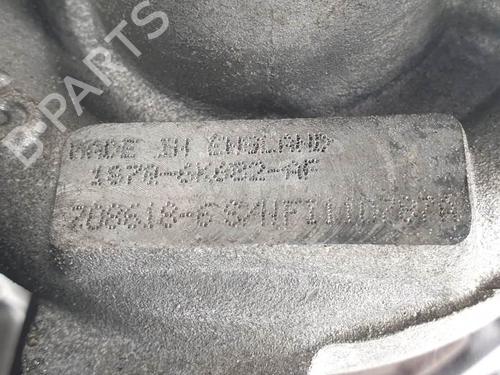 MADE IN ENGLAND
1S7Q-6K682-AF
708618-6
B-PARTS